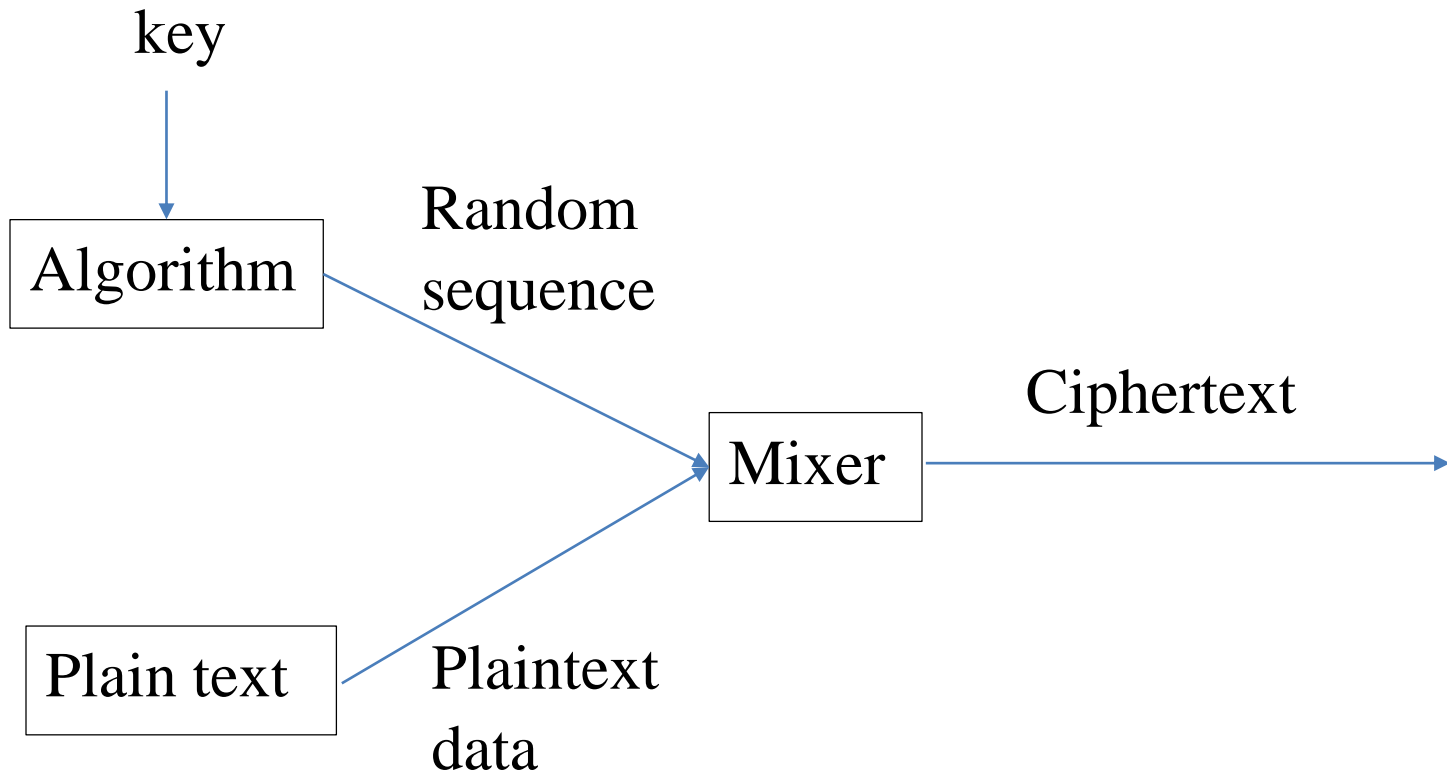 key
Algorithm
Random
sequence
Mixer
Ciphertext
Plain text
Plaintext
data